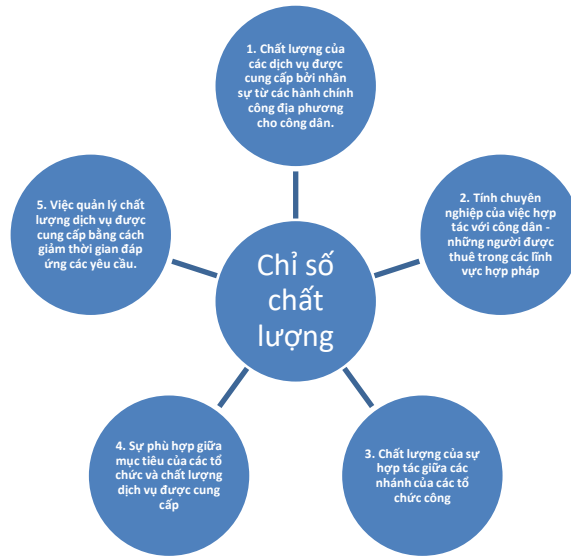 1. Chất lượng của
các dịch vụ được
cung cấp bởi nhân
sự từ các hành chính
công địa phương
cho công dân.
2. Tính chuyên
nghiệp của việc hợp
tác với công dân -
những người được
thuê trong các lĩnh
vực hợp pháp
3. Chất lượng của sự
hợp tác giữa các
nhánh của các tổ
chức công
4. Sự phù hợp giữa
mục tiêu của các tổ
chức và chất lượng
dịch vụ được cung
cấp
5. Việc quản lý chất
lượng dịch vụ được
cung cấp bằng cách
giảm thời gian đáp
ứng các yêu cầu.
Chỉ số
chất
lượng